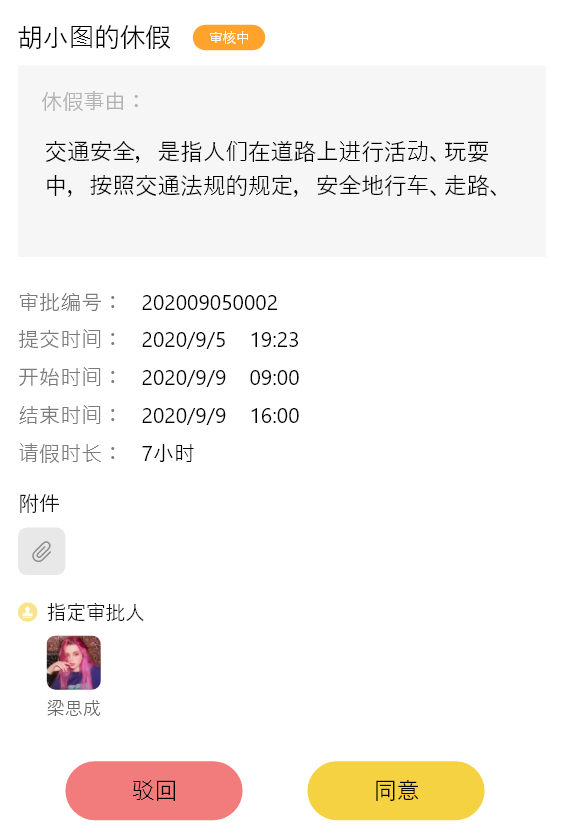 胡小图的休假 审核中
休假事由：
交通安全，是指人们在道路上进行活动、玩耍
中，按照交通法规的规定，安全地行车、走路、
审批编号： 202009050002
提交时间： 2020/9/5 19:23
开始时间： 2020/9/9 09:00
结束时间： 2020/9/9 16:00
请假时长： 7小时
附件
指定审批人
梁思成
驳回 同意